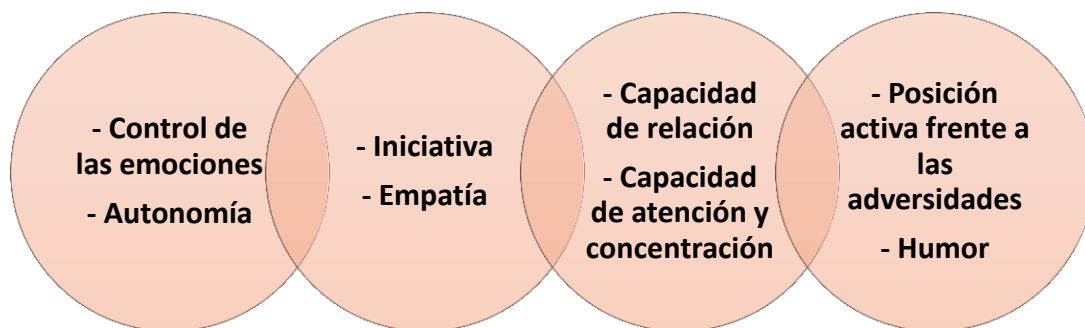 - Control de
las emociones
- Autonomía
- Iniciativa
- Empatía
- Capacidad
de relación
- Capacidad
de atención y
concentración
- Posición
activa frente a
las
adversidades
- Humor